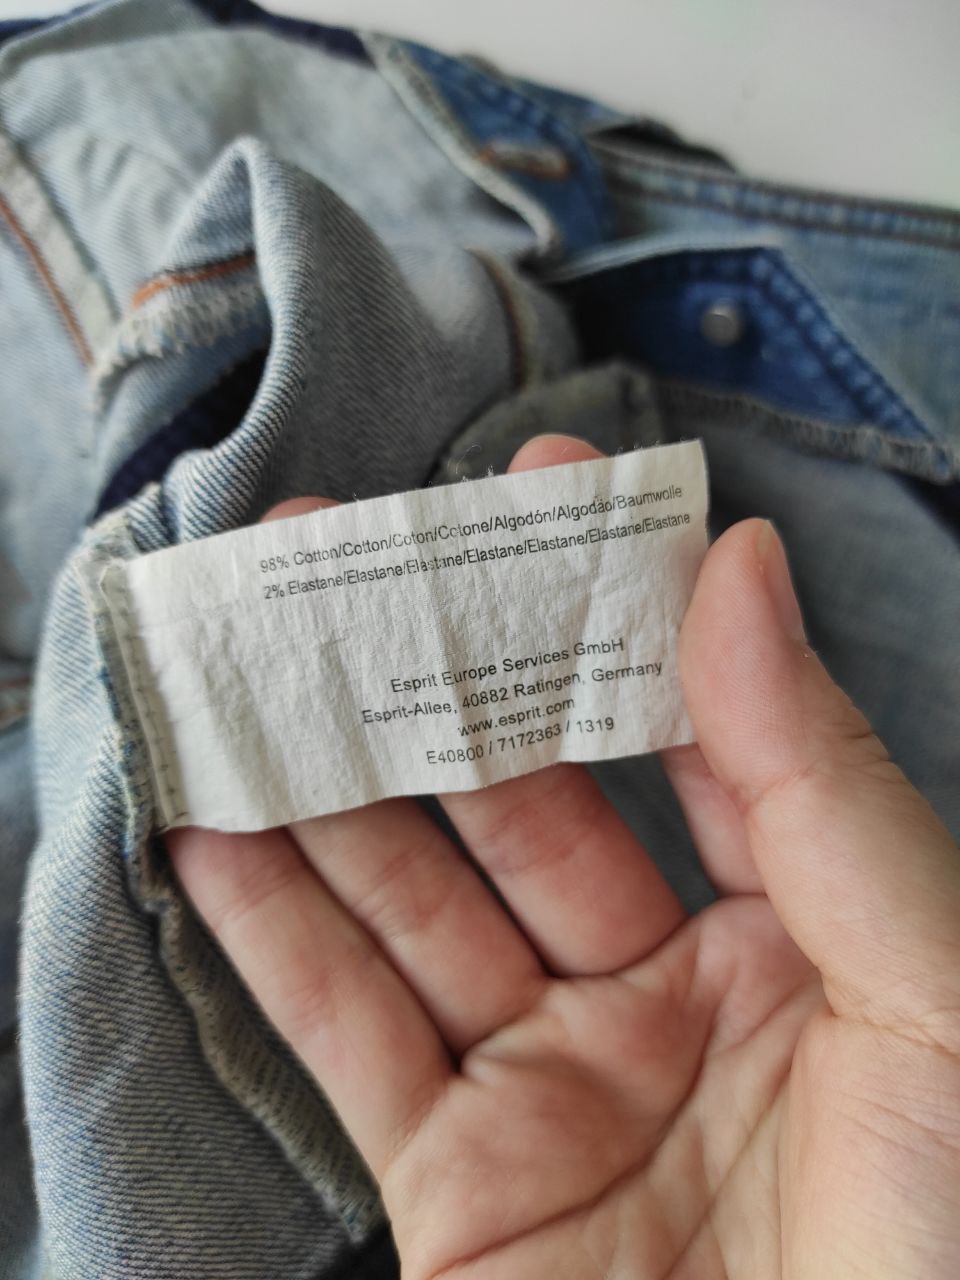 98% Cotton/Cotton/Coton/Cotone/Algodón/Algodão/Baumwolle
2% Elastane/Elastane/Elastane/Elastane/Elastane/Elastane/Elastane
Esprit Europe Services GmbH
Esprit-Allee, 40882 Ratingen, Germany
www.esprit.com
E40800 / 7172363 / 1319